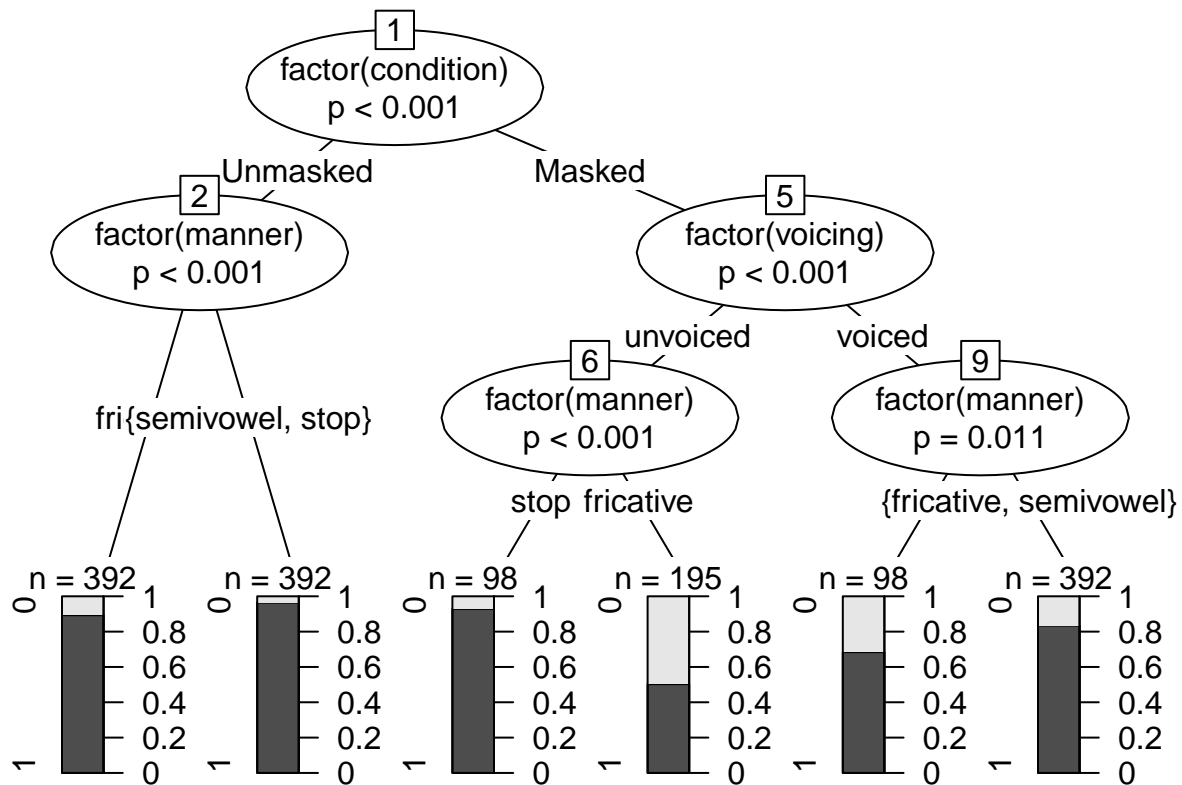 1
factor(condition)
p < 0.001
Unmasked
Masked
2
factor(manner)
p < 0.001
5
factor(voicing)
p < 0.001
unvoiced
voiced
fri{semivowel, stop}
6
factor(manner)
p < 0.001
9
factor(manner)
p = 0.011
stop fricative
{fricative, semivowel}
n = 392
0
1
1
0.8
0.6
0.4
0.2
0
n = 392
0
1
1
0.8
0.6
0.4
0.2
0
n = 98
0
1
1
0.8
0.6
0.4
0.2
0
n = 195
0
1
1
0.8
0.6
0.4
0.2
0
n = 98
0
1
1
0.8
0.6
0.4
0.2
0
n = 392
0
1
1
0.8
0.6
0.4
0.2
0